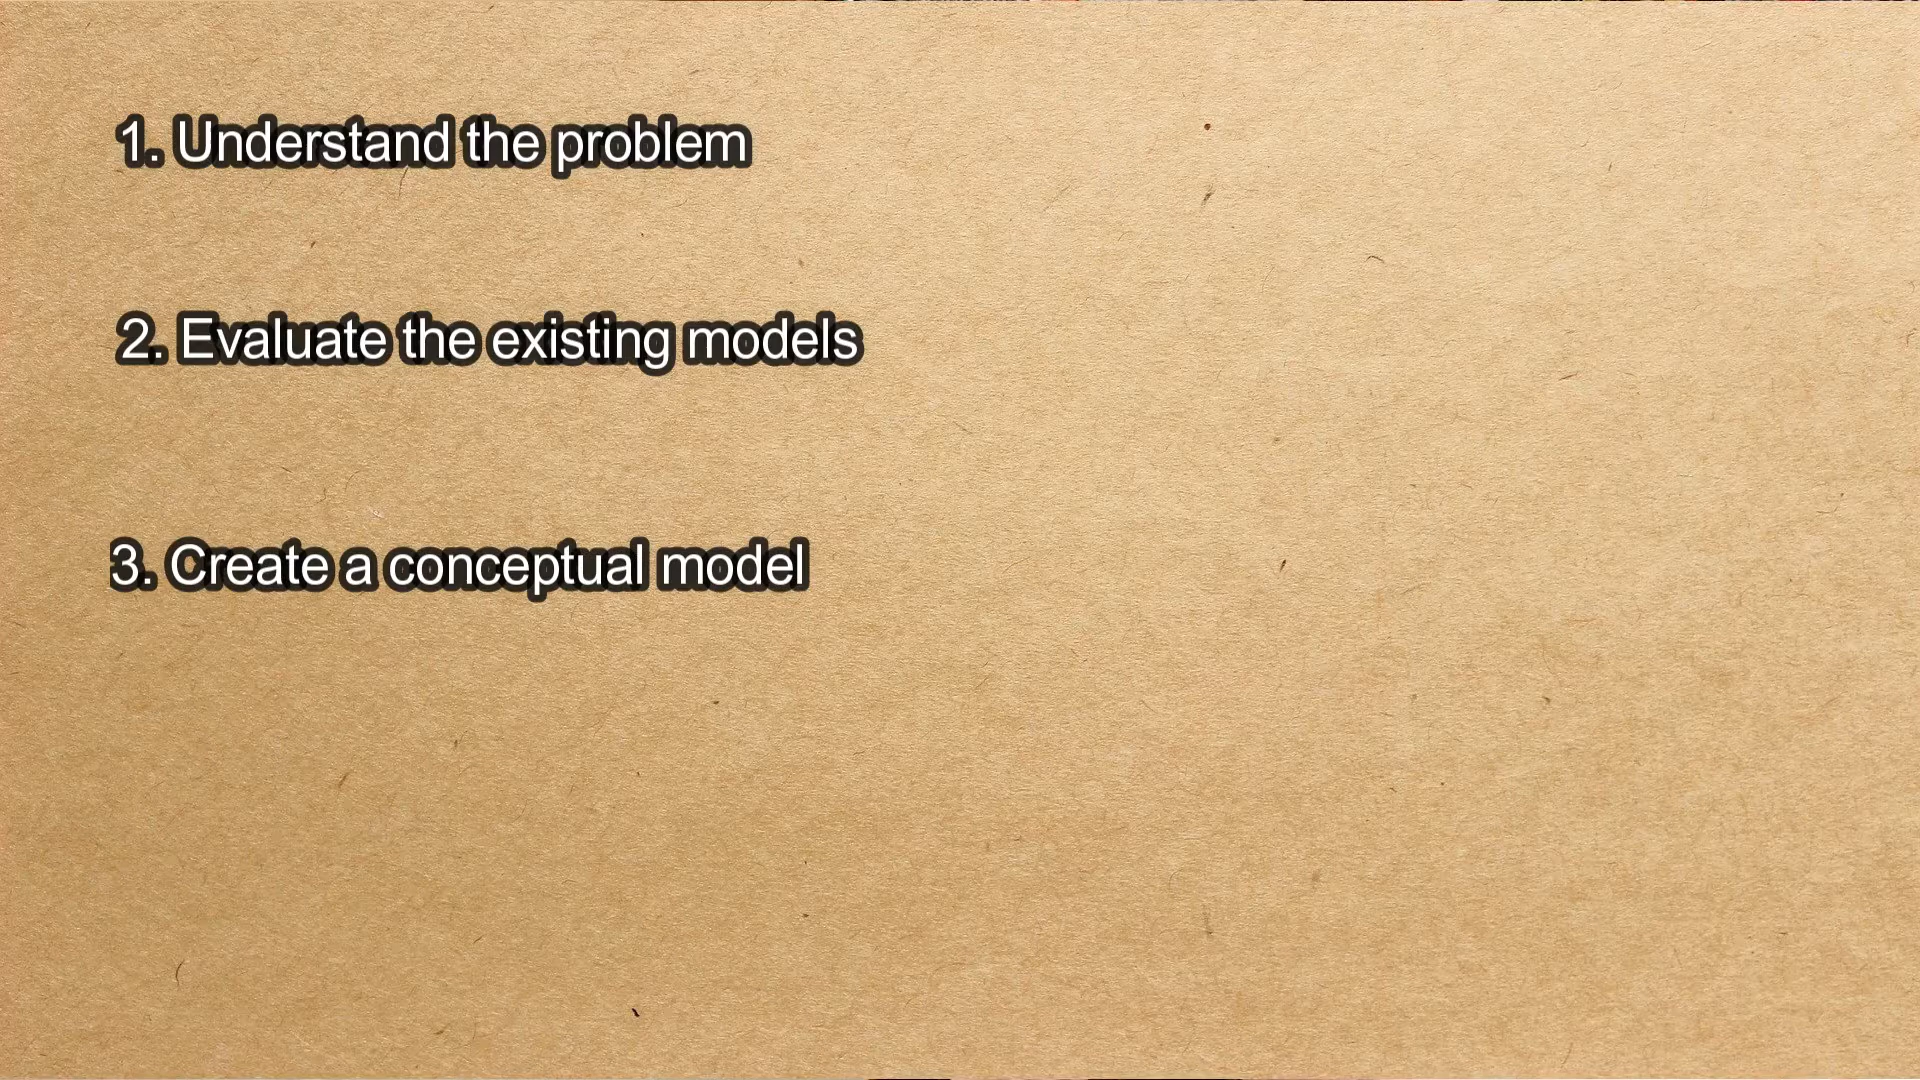 1. Understand the problem
2. Evaluate the existing models
3. Create a conceptual model